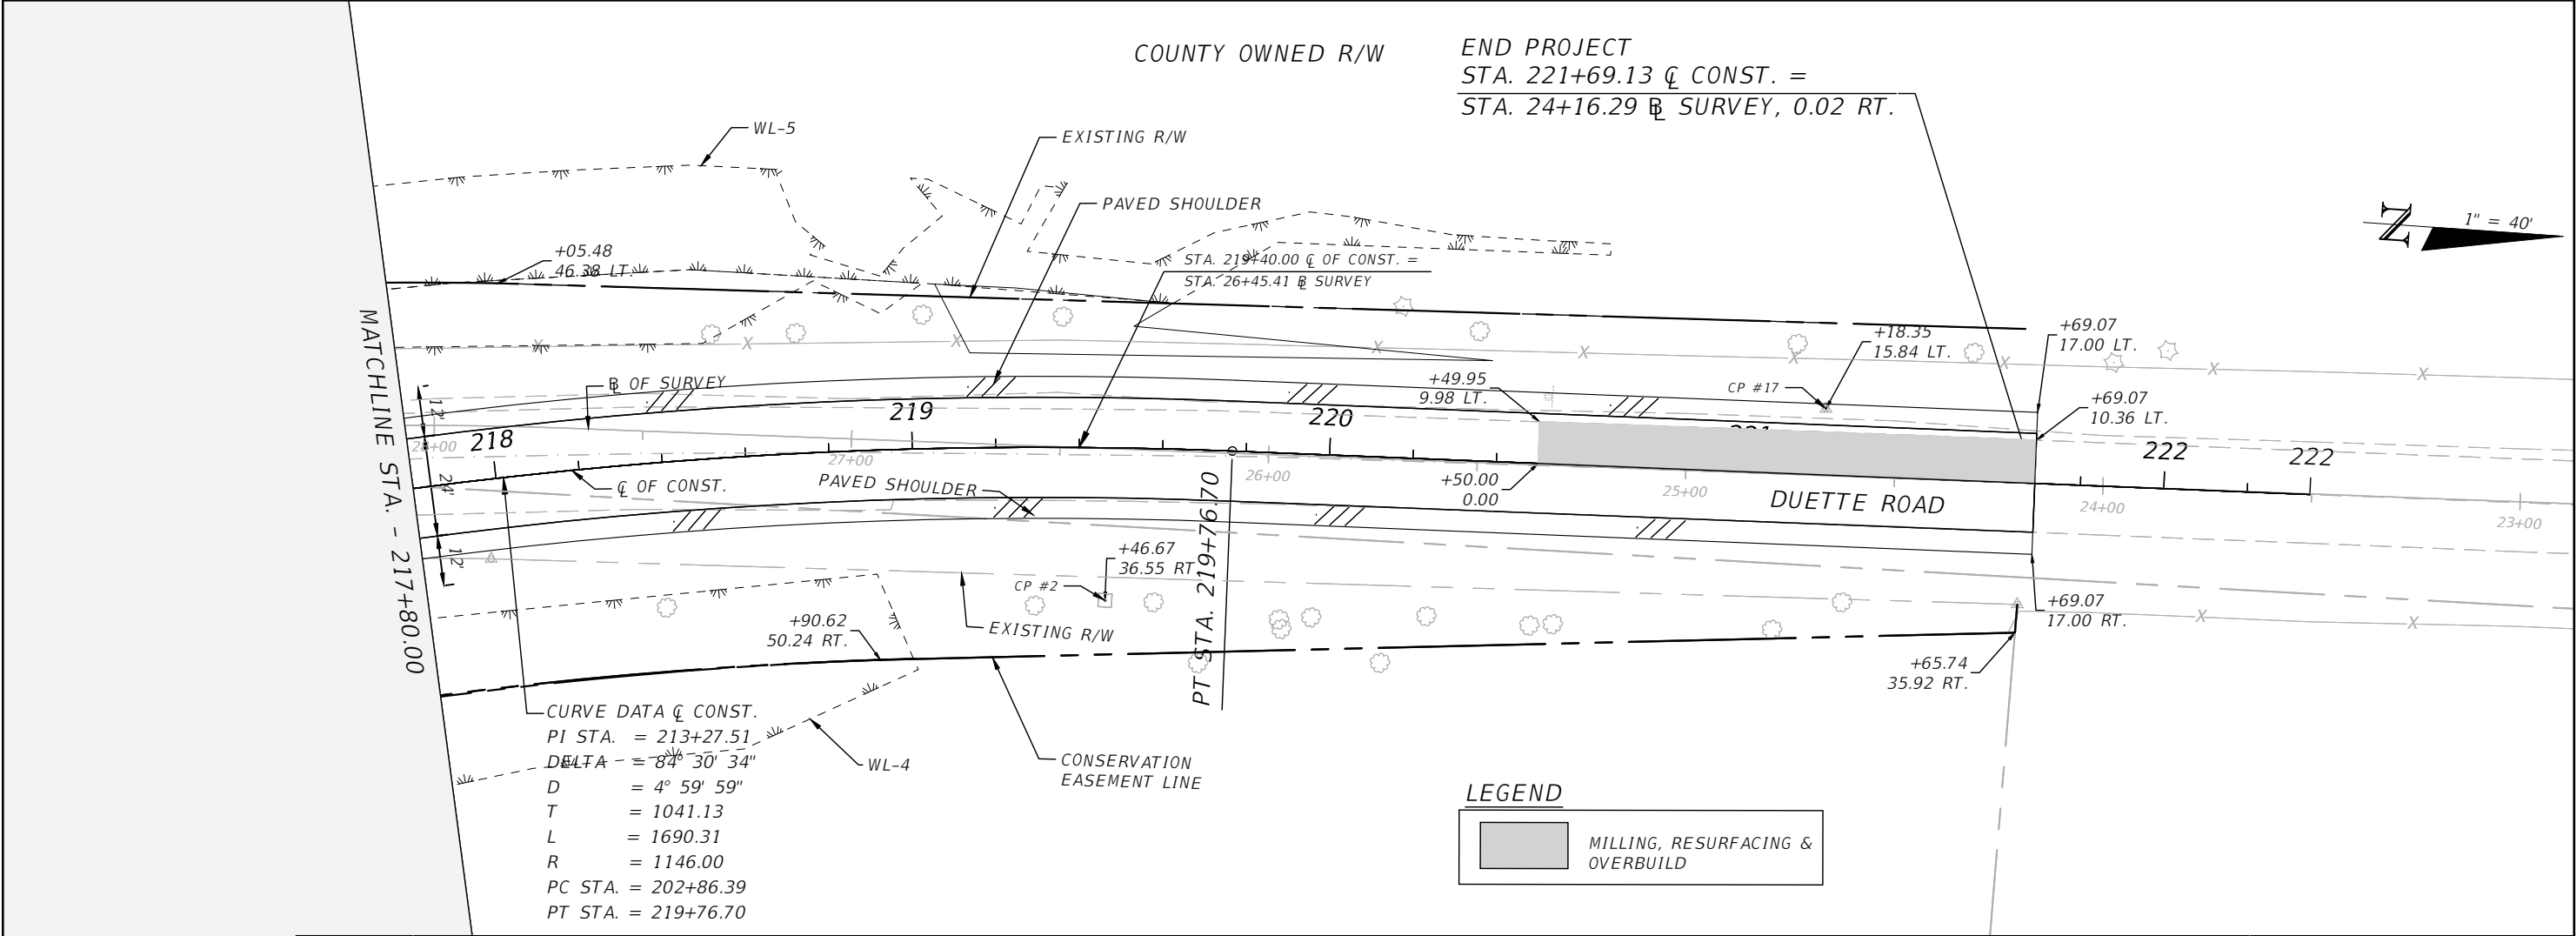 COUNTY OWNED R/W
END PROJECT
STA. 221+69.13 ℄ CONST. =
STA. 24+16.29 B̲L SURVEY, 0.02 RT.
WL-5
EXISTING R/W
PAVED SHOULDER
N
1" = 40'
+05.48
46.38 LT.
STA. 219+40.00 ℄ OF CONST. =
STA. 26+45.41 BL SURVEY
MATCHLINE STA. - 217+80.00
+18.35
15.84 LT.
+69.07
17.00 LT.
BL OF SURVEY
+49.95
9.98 LT.
CP #17
+69.07
10.36 LT.
12'
24'
12'
28+00
218
219
220
221
222
222
27+00
26+00
25+00
24+00
23+00
℄ OF CONST.
PAVED SHOULDER
+50.00
0.00
DUETTE ROAD
PT STA. 219+76.70
+46.67
36.55 RT.
CP #2
EXISTING R/W
+90.62
50.24 RT.
+69.07
17.00 RT.
+65.74
35.92 RT.
CURVE DATA ℄ CONST.
PI STA. = 213+27.51
DELTA = 84° 30' 34"
D = 4° 59' 59"
T = 1041.13
L = 1690.31
R = 1146.00
PC STA. = 202+86.39
PT STA. = 219+76.70
WL-4
CONSERVATION
EASEMENT LINE
LEGEND
MILLING, RESURFACING &
OVERBUILD